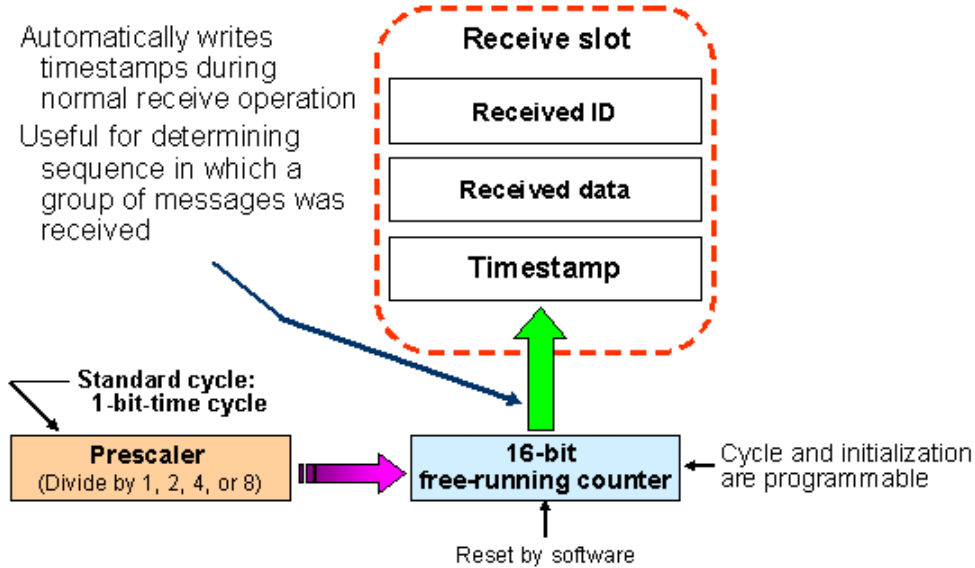 Automatically writes
timestamps during
normal receive operation
Useful for determining
sequence in which a
group of messages was
received
Receive slot
Received ID
Received data
Timestamp
Standard cycle:
1-bit-time cycle
Prescaler
(Divide by 1, 2, 4, or 8)
16-bit
free-running counter
Cycle and initialization
are programmable
Reset by software